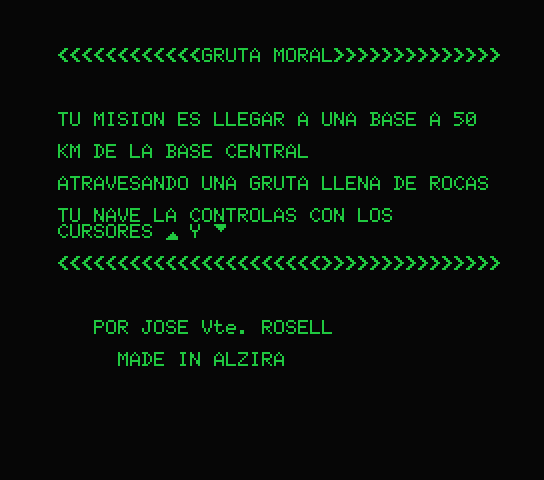 <<<<<<<<<<<<GRUTA MORAL>>>>>>>>>>>>>>
TU MISION ES LLEGAR A UNA BASE A 50
KM DE LA BASE CENTRAL
ATRAVESANDO UNA GRUTA LLENA DE ROCAS
TU NAVE LA CONTROLAS CON LOS
CURSORES ▲ Y ▼
<<<<<<<<<<<<<<<<<<<<<<>>>>>>>>>>>>>>>
POR JOSE Vte. ROSELL
MADE IN ALZIRA